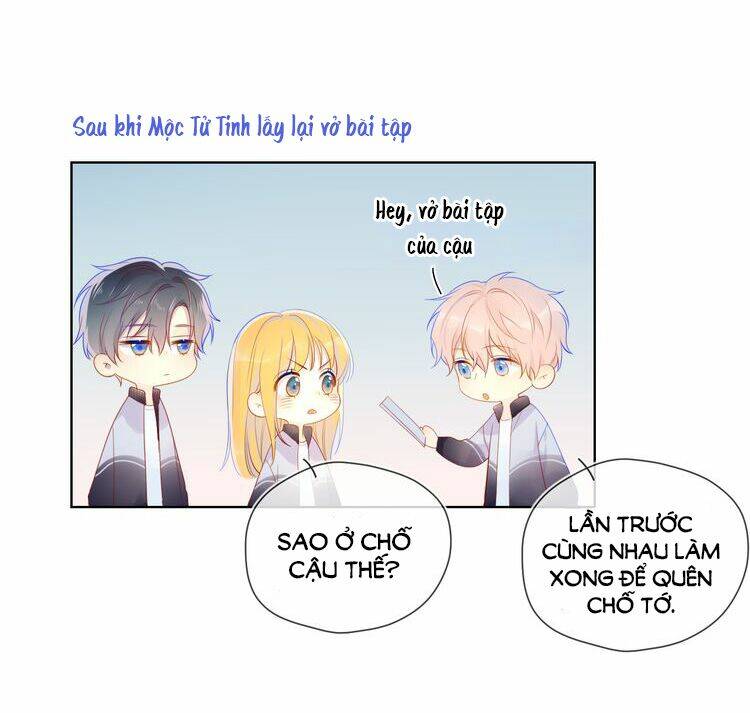 Sau khi Mộc Tử Tinh lấy lại vở bài tập
Hey, vở bài tập
của cậu
SAO Ở CHỖ
CẬU THẾ?
LẦN TRƯỚC
CÙNG NHAU LÀM
XONG ĐỂ QUÊN
CHỖ TỚ.